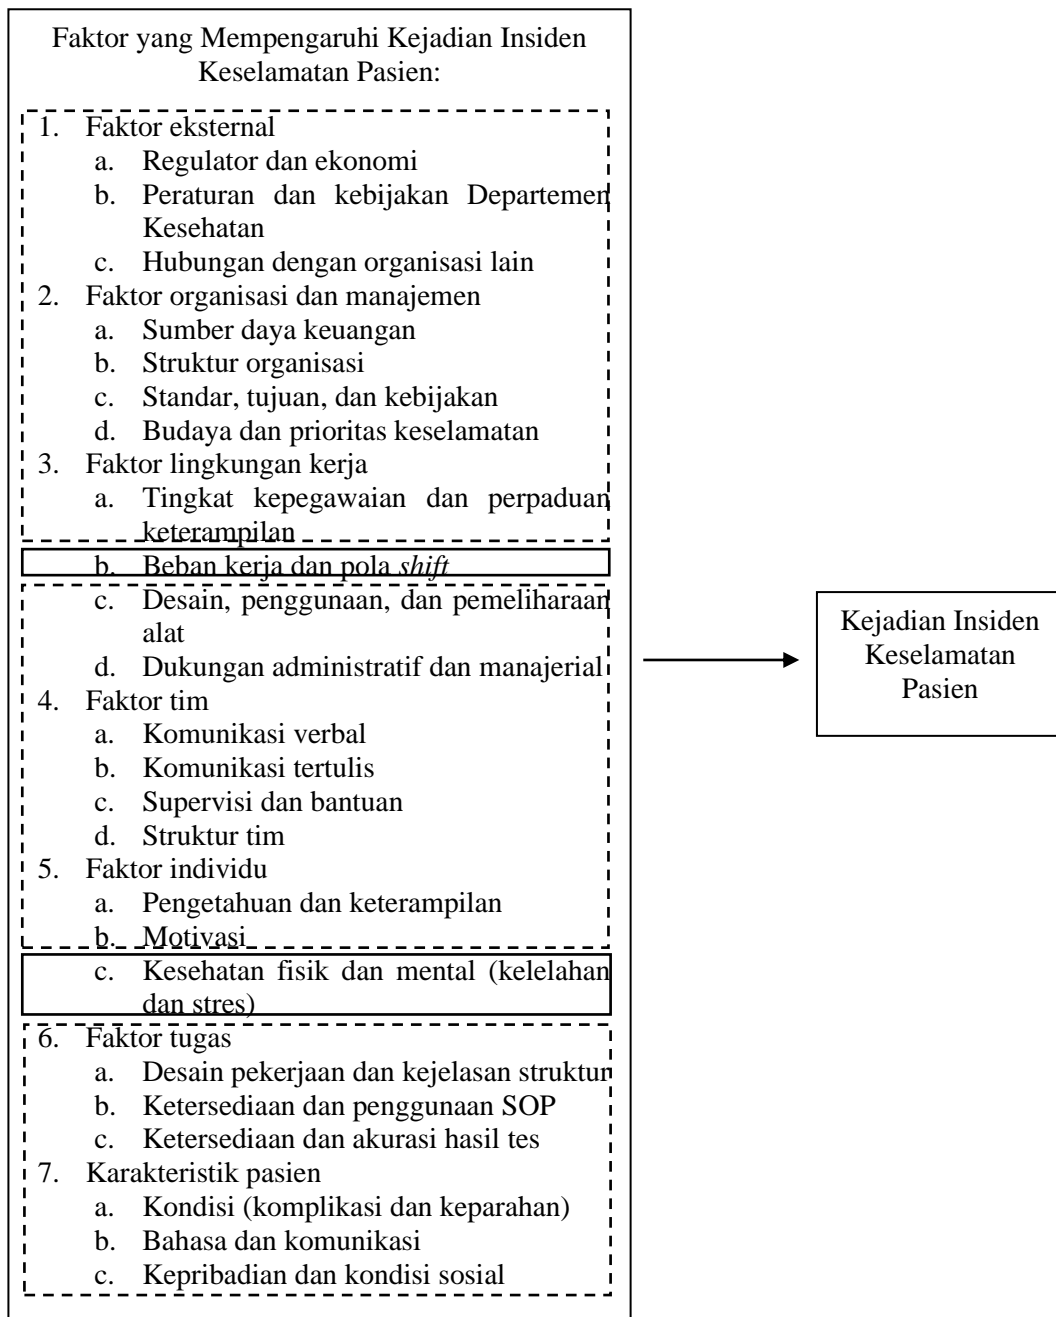 Faktor yang Mempengaruhi Kejadian Insiden
Keselamatan Pasien:
1. Faktor eksternal
a. Regulator dan ekonomi
b. Peraturan dan kebijakan Departemen
Kesehatan
c. Hubungan dengan organisasi lain
2. Faktor organisasi dan manajemen
a. Sumber daya keuangan
b. Struktur organisasi
c. Standar, tujuan, dan kebijakan
d. Budaya dan prioritas keselamatan
3. Faktor lingkungan kerja
a. Tingkat kepegawaian dan perpaduan
keterampilan
b. Beban kerja dan pola shift
c. Desain, penggunaan, dan pemeliharaan
alat
d. Dukungan administratif dan manajerial
4. Faktor tim
a. Komunikasi verbal
b. Komunikasi tertulis
c. Supervisi dan bantuan
d. Struktur tim
5. Faktor individu
a. Pengetahuan dan keterampilan
b. Motivasi
c. Kesehatan fisik dan mental (kelelahan
dan stres)
6. Faktor tugas
a. Desain pekerjaan dan kejelasan struktur
b. Ketersediaan dan penggunaan SOP
c. Ketersediaan dan akurasi hasil tes
7. Karakteristik pasien
a. Kondisi (komplikasi dan keparahan)
b. Bahasa dan komunikasi
c. Kepribadian dan kondisi sosial
Kejadian Insiden
Keselamatan
Pasien